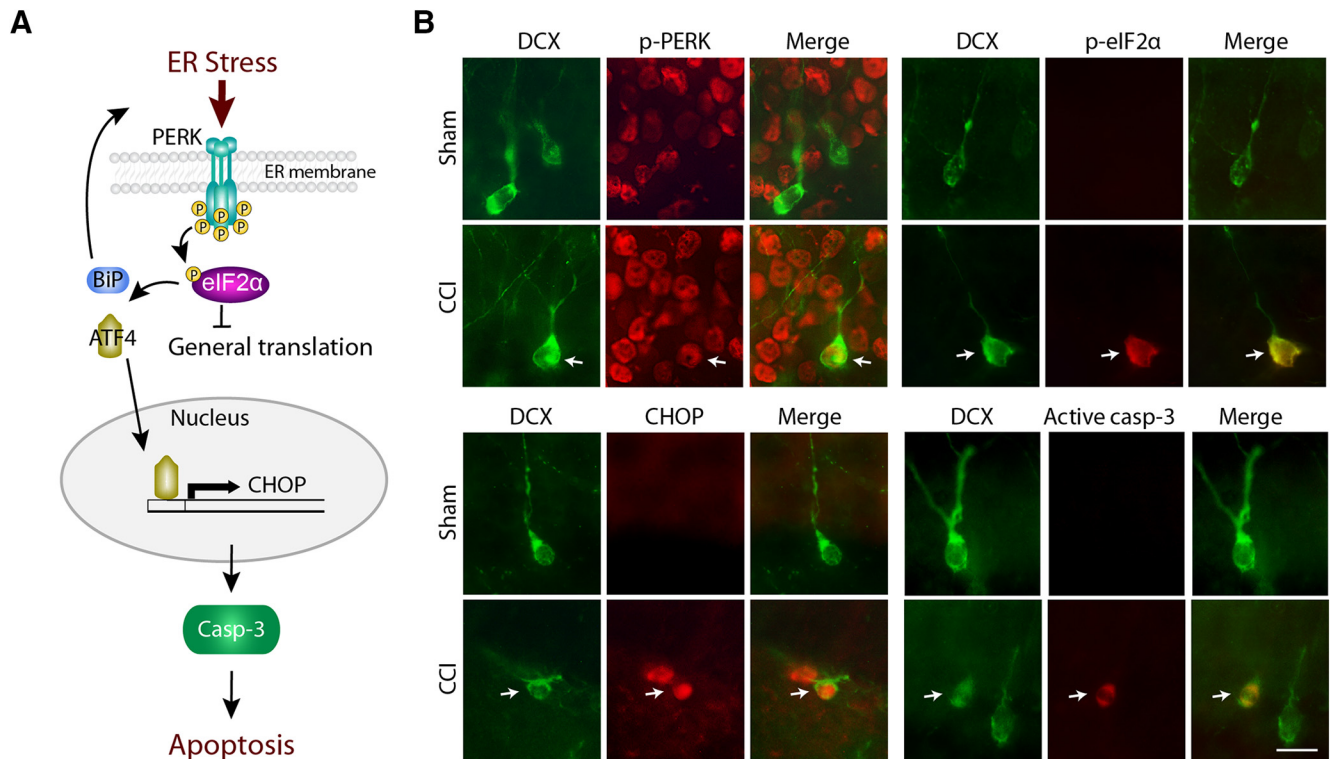 A
ER Stress
PERK
ER membrane
P P P P P P
P
BiP
eIF2α
ATF4
General translation
Nucleus
CHOP
Casp-3
Apoptosis
B
DCX p-PERK Merge DCX p-eIF2α Merge
Sham
CCI
DCX CHOP Merge DCX Active casp-3 Merge
Sham
CCI